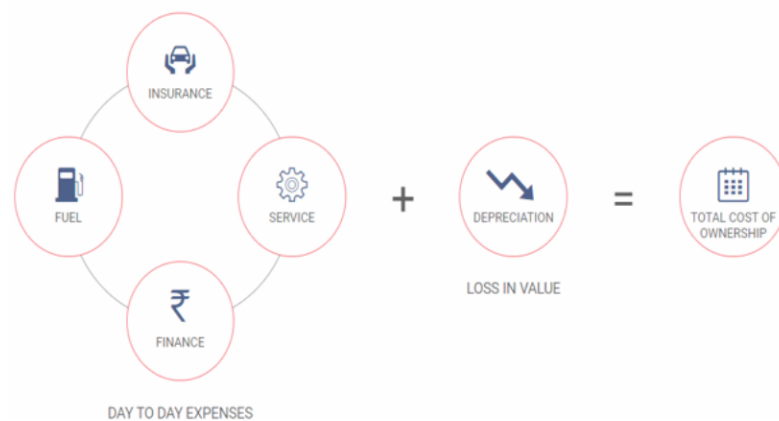 INSURANCE
FUEL
SERVICE
₹
FINANCE
DAY TO DAY EXPENSES
+
DEPRECIATION
LOSS IN VALUE
=
TOTAL COST OF
OWNERSHIP